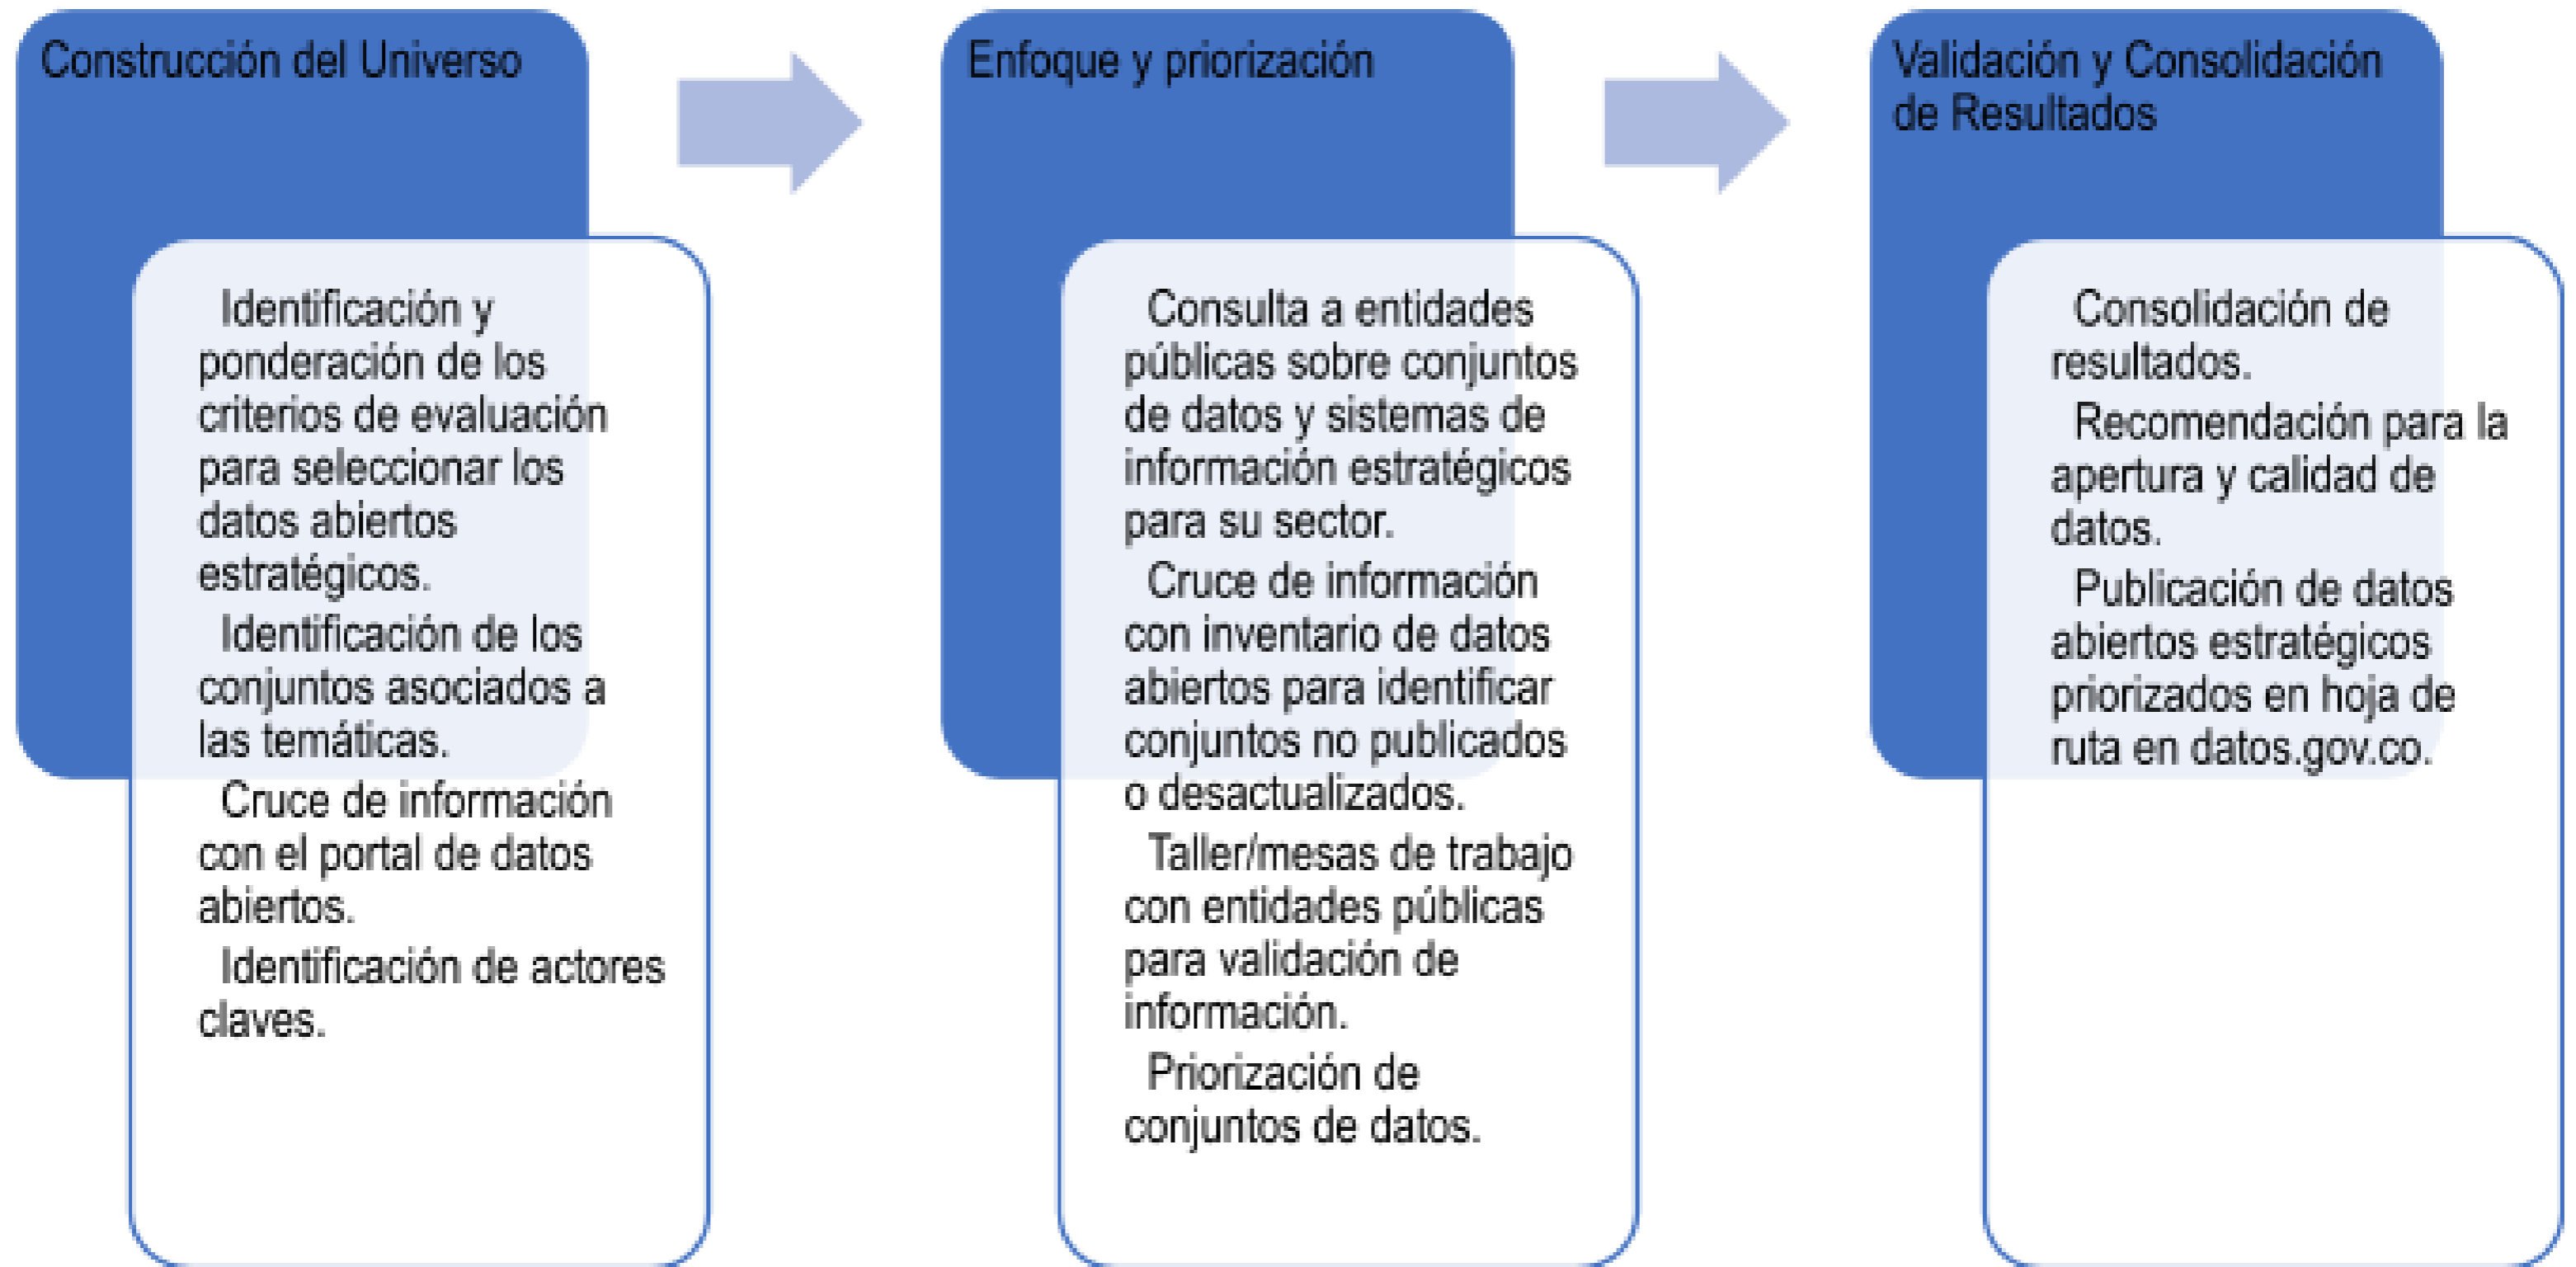 Construcción del Universo
Identificación y
ponderación de los
criterios de evaluación
para seleccionar los
datos abiertos
estratégicos.
Identificación de los
conjuntos asociados a
las temáticas.
Cruce de información
con el portal de datos
abiertos.
Identificación de actores
claves.
Enfoque y priorización
Consulta a entidades
públicas sobre conjuntos
de datos y sistemas de
información estratégicos
para su sector.
Cruce de información
con inventario de datos
abiertos para identificar
conjuntos no publicados
o desactualizados.
Taller/mesas de trabajo
con entidades públicas
para validación de
información.
Priorización de
conjuntos de datos.
Validación y Consolidación
de Resultados
Consolidación de
resultados.
Recomendación para la
apertura y calidad de
datos.
Publicación de datos
abiertos estratégicos
priorizados en hoja de
ruta en datos.gov.co.